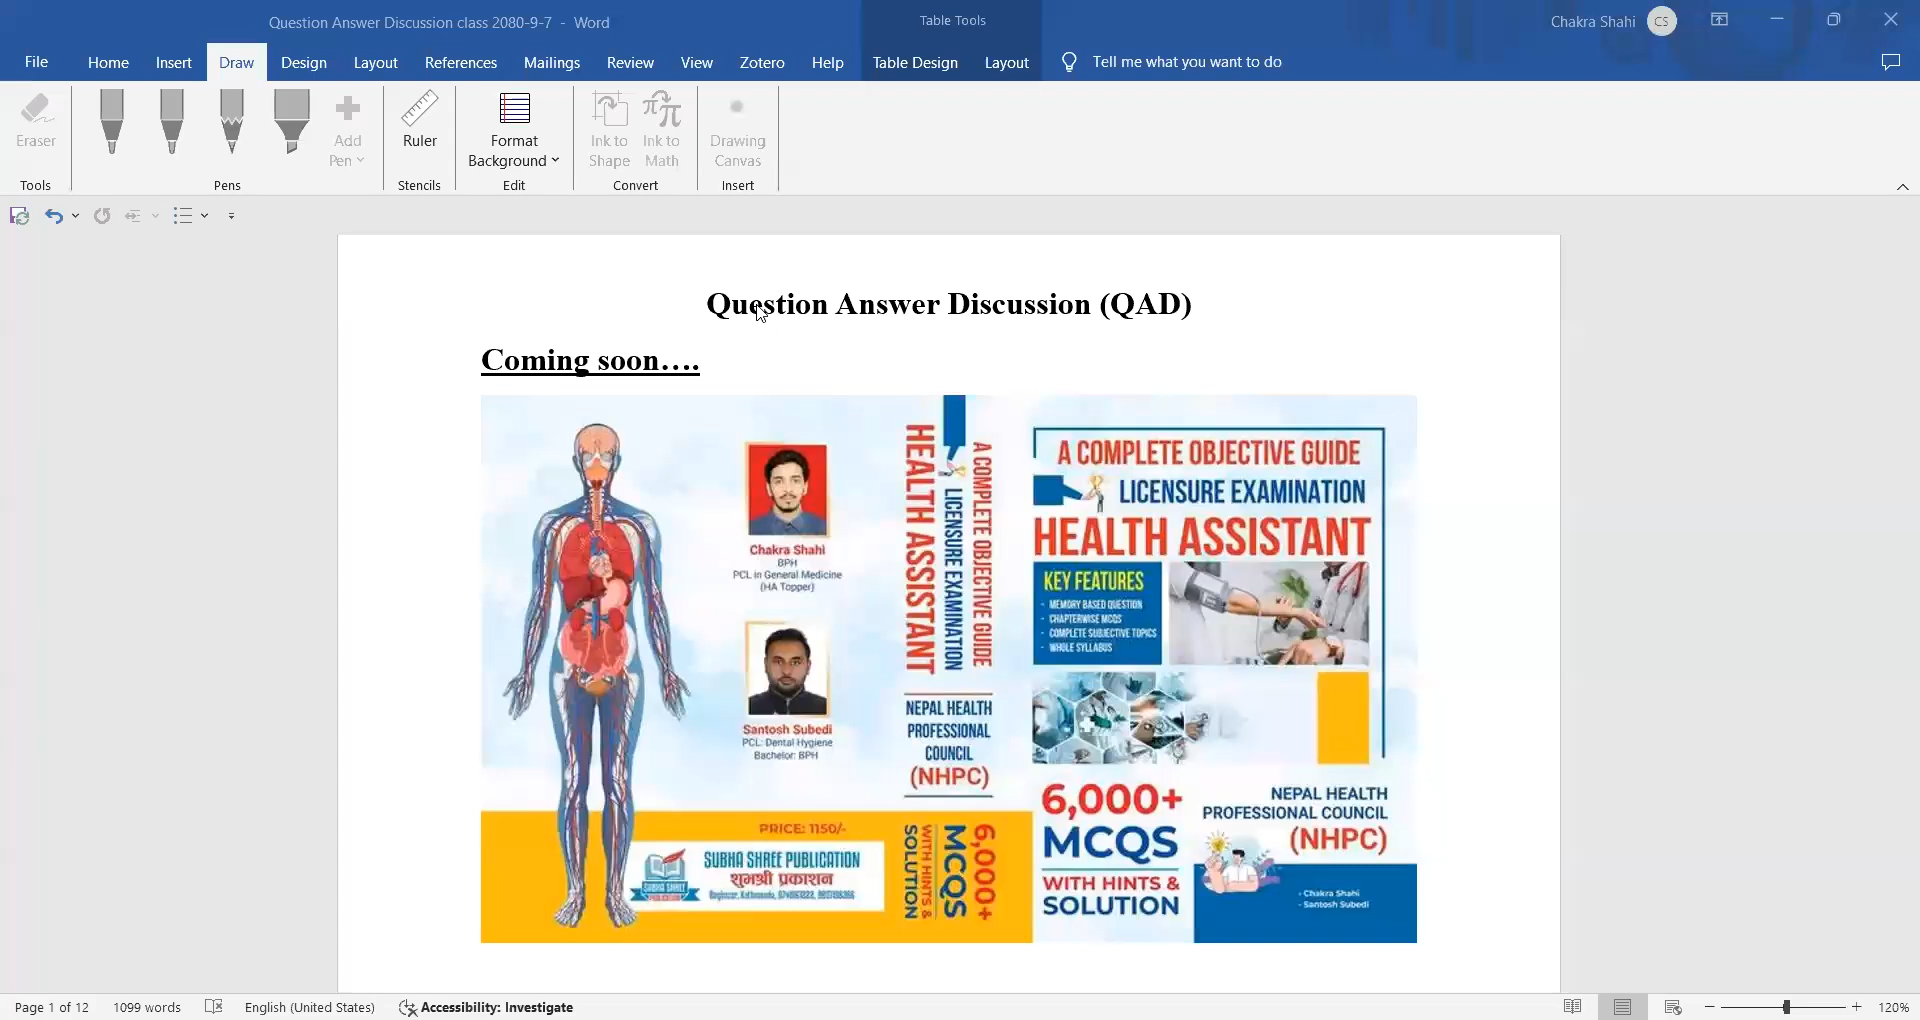 Question Answer Discussion class 2080-9-7 - Word
Table Tools
Chakra Shahi CS
File Home Insert Draw Design Layout References Mailings Review View Zotero Help Table Design Layout Tell me what you want to do
Eraser
Add Pen
Ruler
Format Background
Ink to Shape
Ink to Math
Drawing Canvas
Tools Pens Stencils Edit Convert Insert
Question Answer Discussion (QAD)
Coming soon….
Chakra Shahi
BPH
PCL in General Medicine
(HA Topper)
Santosh Subedi
PCL: Dental Hygiene
Bachelor: BPH
PRICE: 1150/-
SUBHA SHREE PUBLICATION
शुभश्री प्रकाशन
SUBHA SHREE
PUBLICATION
A COMPLETE OBJECTIVE GUIDE
LICENSURE EXAMINATION
HEALTH ASSISTANT
NEPAL HEALTH
PROFESSIONAL
COUNCIL
(NHPC)
6,000+
MCQS
WITH HINTS &
SOLUTION
A COMPLETE OBJECTIVE GUIDE
LICENSURE EXAMINATION
HEALTH ASSISTANT
KEY FEATURES
- MEMORY BASED QUESTION
- CHAPTERWISE MCQS
- COMPLETE SUBJECTIVE TOPICS
- WHOLE SYLLABUS
6,000+
MCQS
WITH HINTS &
SOLUTION
NEPAL HEALTH
PROFESSIONAL COUNCIL
(NHPC)
- Chakra Shahi
- Santosh Subedi
Page 1 of 12 1099 words English (United States) Accessibility: Investigate 120%